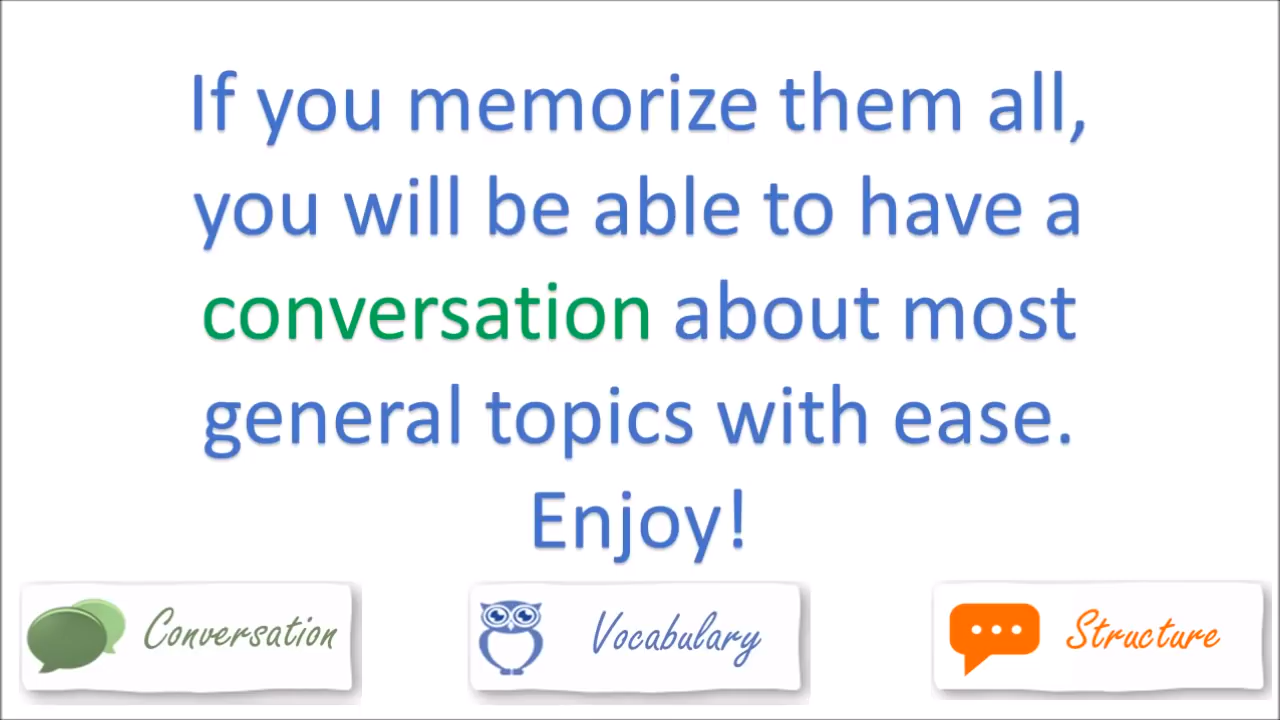 If you memorize them all,
you will be able to have a
conversation about most
general topics with ease.
Enjoy!
Conversation
Vocabulary
Structure